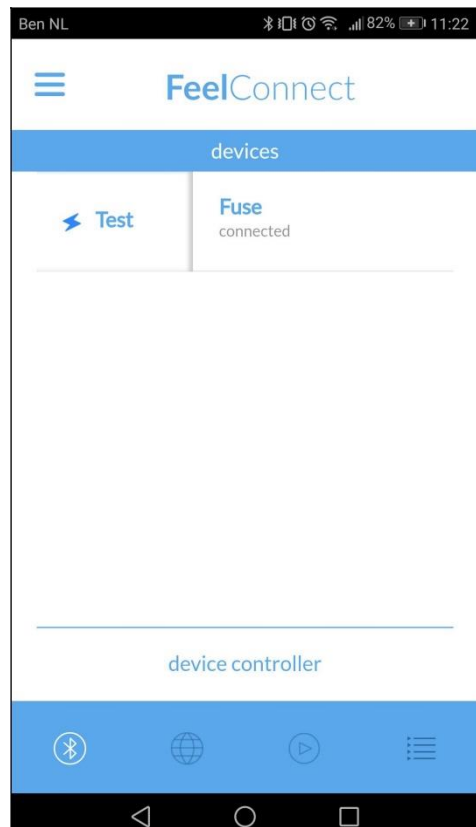 Ben NL 82% 11:22
FeelConnect
devices
Test
Fuse
connected
device controller